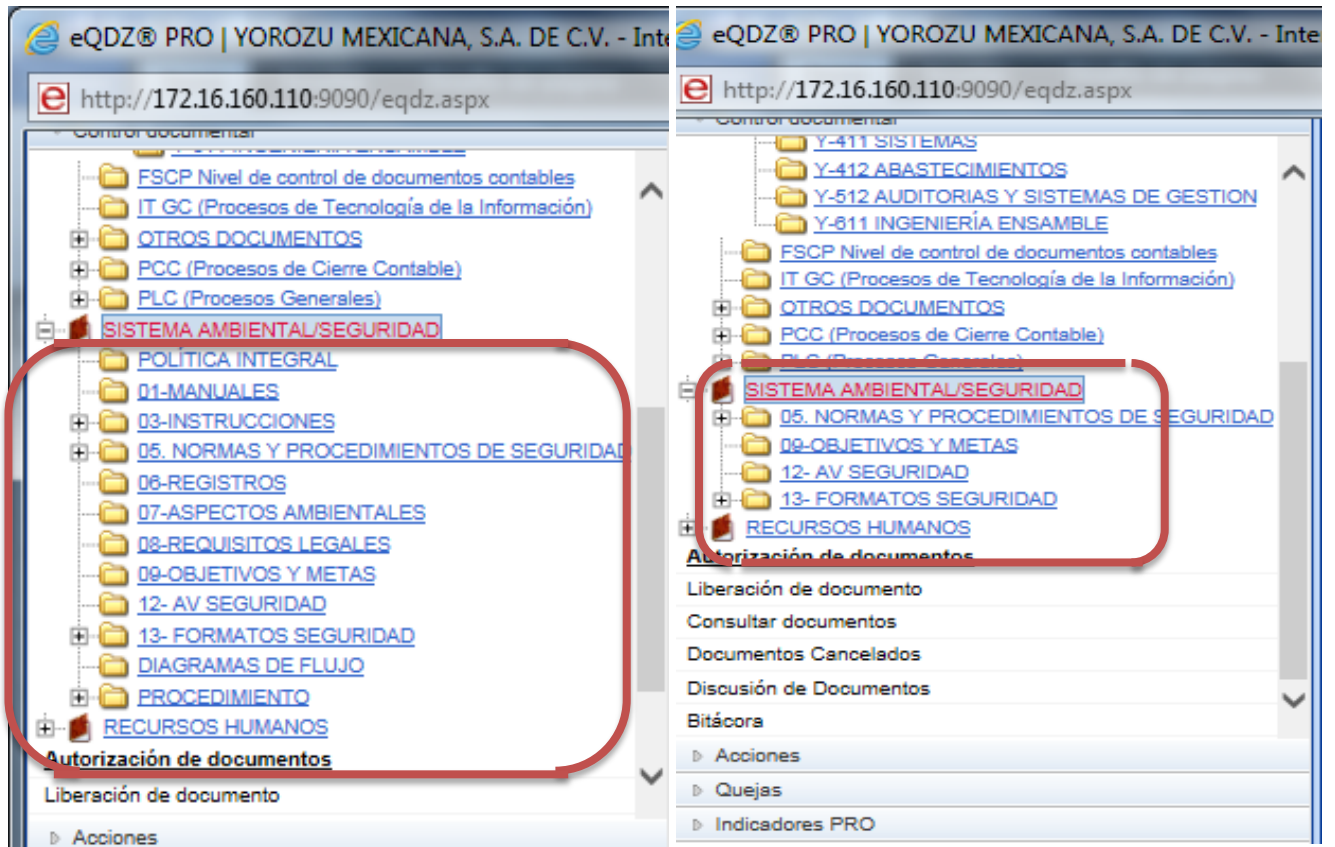 eQDZ® PRO | YOROZU MEXICANA, S.A. DE C.V. - Inte
http://172.16.160.110:9090/eqdz.aspx
Control documental
FSCP Nivel de control de documentos contables
IT GC (Procesos de Tecnología de la Información)
OTROS DOCUMENTOS
PCC (Procesos de Cierre Contable)
PLC (Procesos Generales)
SISTEMA AMBIENTAL/SEGURIDAD
POLÍTICA INTEGRAL
01-MANUALES
03-INSTRUCCIONES
05. NORMAS Y PROCEDIMIENTOS DE SEGURIDAD
06-REGISTROS
07-ASPECTOS AMBIENTALES
08-REQUISITOS LEGALES
09-OBJETIVOS Y METAS
12- AV SEGURIDAD
13- FORMATOS SEGURIDAD
DIAGRAMAS DE FLUJO
PROCEDIMIENTO
RECURSOS HUMANOS
Autorización de documentos
Liberación de documento
Acciones
eQDZ® PRO | YOROZU MEXICANA, S.A. DE C.V. - Inte
http://172.16.160.110:9090/eqdz.aspx
Control documental
Y-411 SISTEMAS
Y-412 ABASTECIMIENTOS
Y-512 AUDITORIAS Y SISTEMAS DE GESTION
Y-611 INGENIERÍA ENSAMBLE
FSCP Nivel de control de documentos contables
IT GC (Procesos de Tecnología de la Información)
OTROS DOCUMENTOS
PCC (Procesos de Cierre Contable)
PLC (Procesos Generales)
SISTEMA AMBIENTAL/SEGURIDAD
05. NORMAS Y PROCEDIMIENTOS DE SEGURIDAD
09-OBJETIVOS Y METAS
12- AV SEGURIDAD
13- FORMATOS SEGURIDAD
RECURSOS HUMANOS
Autorización de documentos
Liberación de documento
Consultar documentos
Documentos Cancelados
Discusión de Documentos
Bitácora
Acciones
Quejas
Indicadores PRO